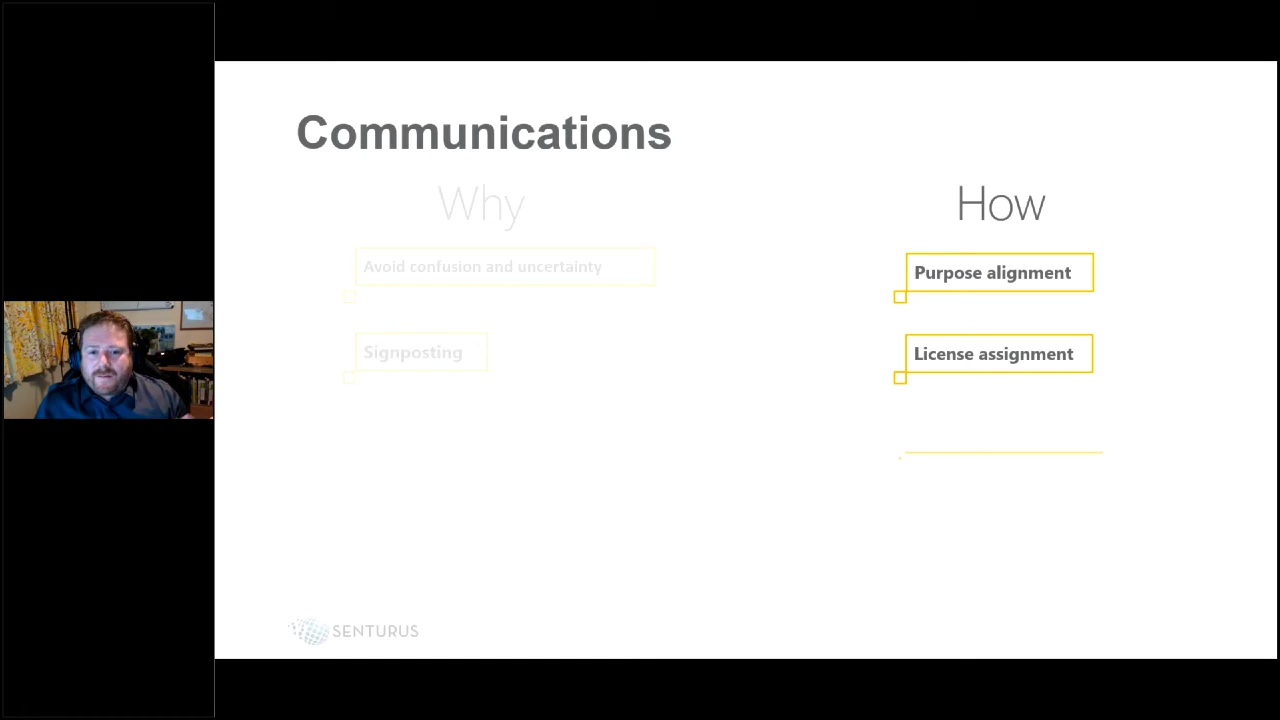 Communications
Why
Avoid confusion and uncertainty
Signposting
How
Purpose alignment
License assignment
SENTURUS